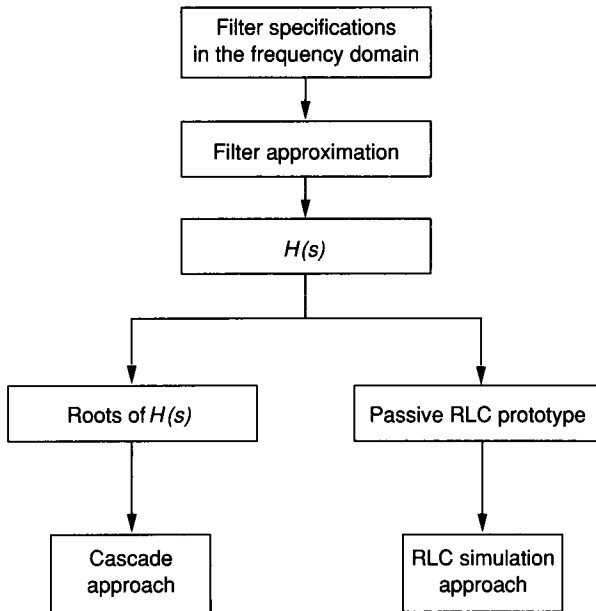 Filter specifications
in the frequency domain
Filter approximation
H(s)
Roots of H(s)
Passive RLC prototype
Cascade
approach
RLC simulation
approach